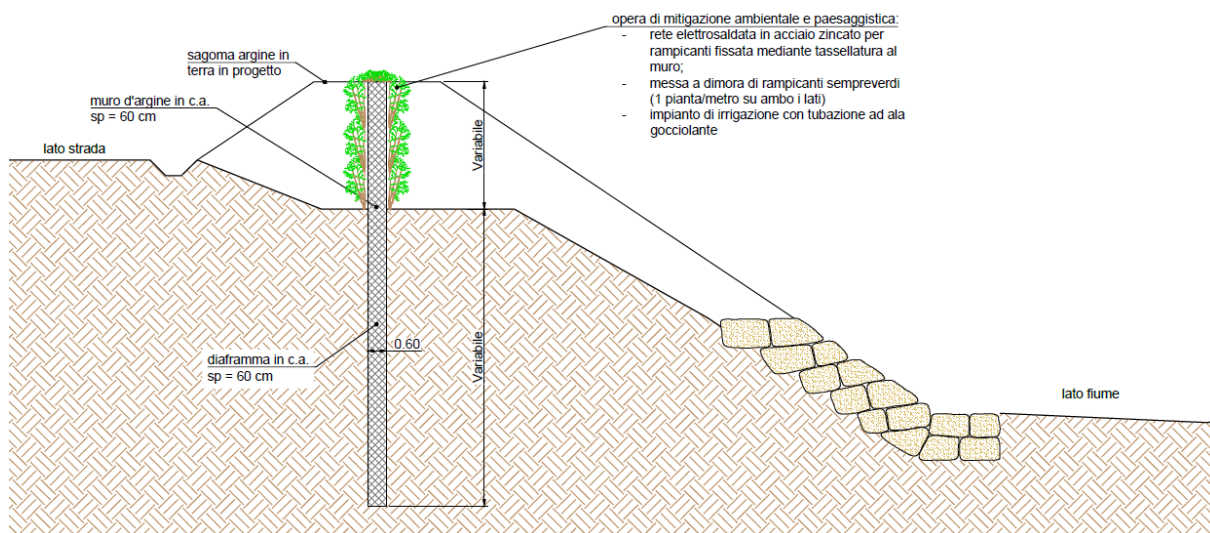 opera di mitigazione ambientale e paesaggistica:
- rete elettrosaldata in acciaio zincato per
rampicanti fissata mediante tassellatura al
muro;
- messa a dimora di rampicanti sempreverdi
(1 pianta/metro su ambo i lati)
- impianto di irrigazione con tubazione ad ala
gocciolante
sagoma argine in
terra in progetto
muro d'argine in c.a.
sp = 60 cm
lato strada
Variabile
diaframma in c.a.
sp = 60 cm
0.60
Variabile
lato fiume